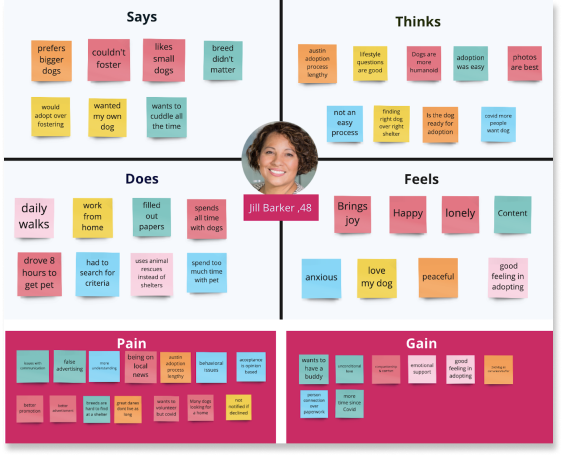 Says
prefers
bigger
dogs
couldn't
foster
likes
small
dogs
breed
didn't
matter
would
adopt over
fostering
wanted
my own
dog
wants to
cuddle all
the time
Thinks
austin
adoption
process
lengthy
lifestyle
questions
are good
Dogs are
more
humanoid
adoption
was easy
photos
are best
not an
easy
process
finding
right dog
over right
shelter
Is the dog
ready for
adoption
covid more
people
want dog
Jill Barker ,48
Does
daily
walks
work
from
home
filled
out
papers
spends
all time
with dogs
drove 8
hours to
get pet
had to
search for
criteria
uses animal
rescues
instead of
shelters
spend too
much time
with pet
Feels
Brings
joy
Happy
lonely
Content
anxious
love
my dog
peaceful
good
feeling in
adopting
Pain
issues with
communication
false
advertising
more
understanding
being on
local
news
austin
adoption
process
lengthy
behavioral
issues
acceptance
is opinion
based
better
promotion
better
breeds are
hard to find
in a shelter
great danes
dont live as
long
wants to
volunteer
but covid
Many dogs
looking for
a home
not
notified if
declined
Gain
wants to
have a
buddy
unconditional
love
emotional
support
good
feeling in
adopting
person
connection
over
paperwork
more
time since
Covid